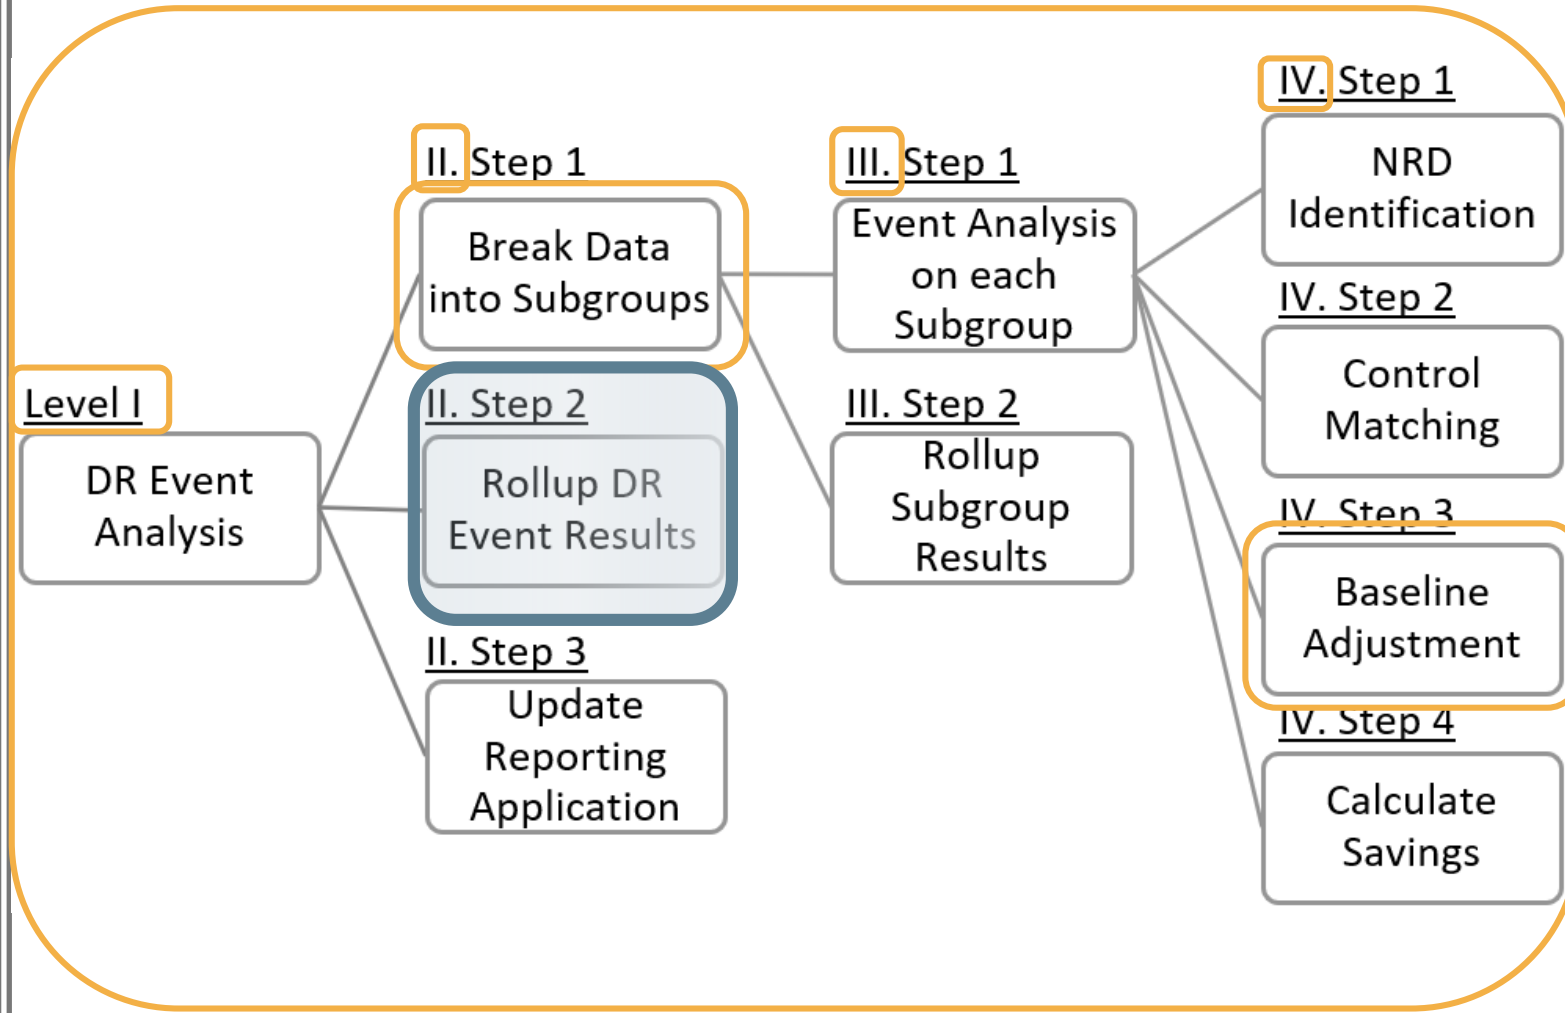 Level I
DR Event
Analysis
II. Step 1
Break Data
into Subgroups
II. Step 2
Rollup DR
Event Results
II. Step 3
Update
Reporting
Application
III. Step 1
Event Analysis
on each
Subgroup
III. Step 2
Rollup
Subgroup
Results
IV. Step 1
NRD
Identification
IV. Step 2
Control
Matching
IV. Step 3
Baseline
Adjustment
IV. Step 4
Calculate
Savings